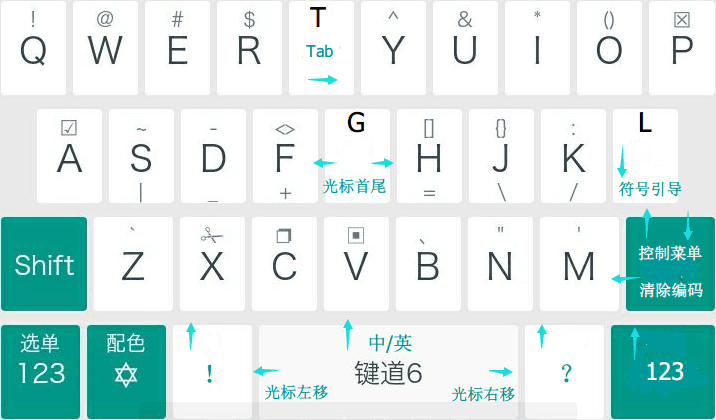 ! @ # $ T ^ & * () ☒
Q W E R Tab Y U I O P
☑ ~ - <> G [] {} : L
A S D F H J K
| _ + 光标首尾 = \ / 符号引导
` 、 " '
Shift Z X C V B N M 控制菜单
清除编码
选单 配色 中/英
123 ! 键道6 ? 123
光标左移 光标右移